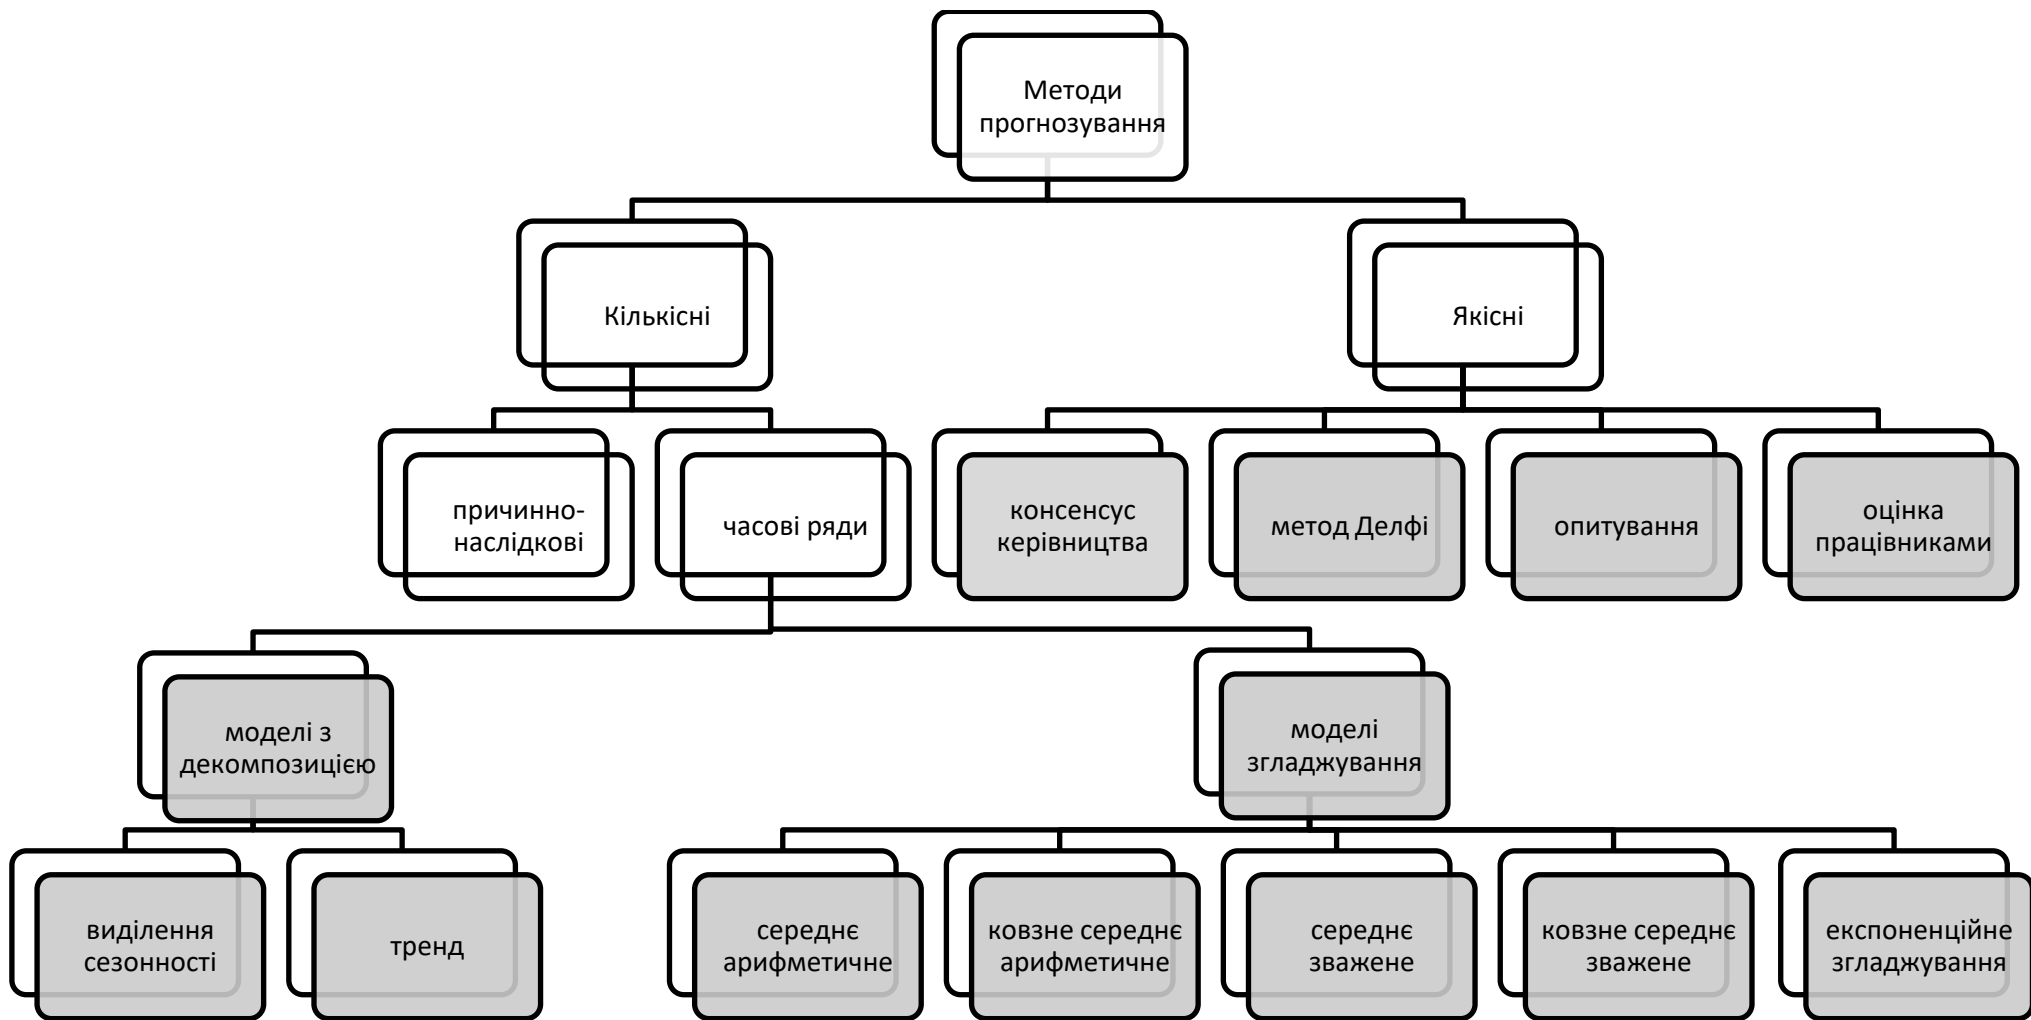 Методи
прогнозування
Кількісні
Якісні
причинно-
наслідкові
часові ряди
консенсус
керівництва
метод Делфі
опитування
оцінка
працівниками
моделі з
декомпозицією
моделі
згладжування
виділення
сезонності
тренд
середнє
арифметичне
ковзне середнє
арифметичне
середнє
зважене
ковзне середнє
зважене
експоненційне
згладжування